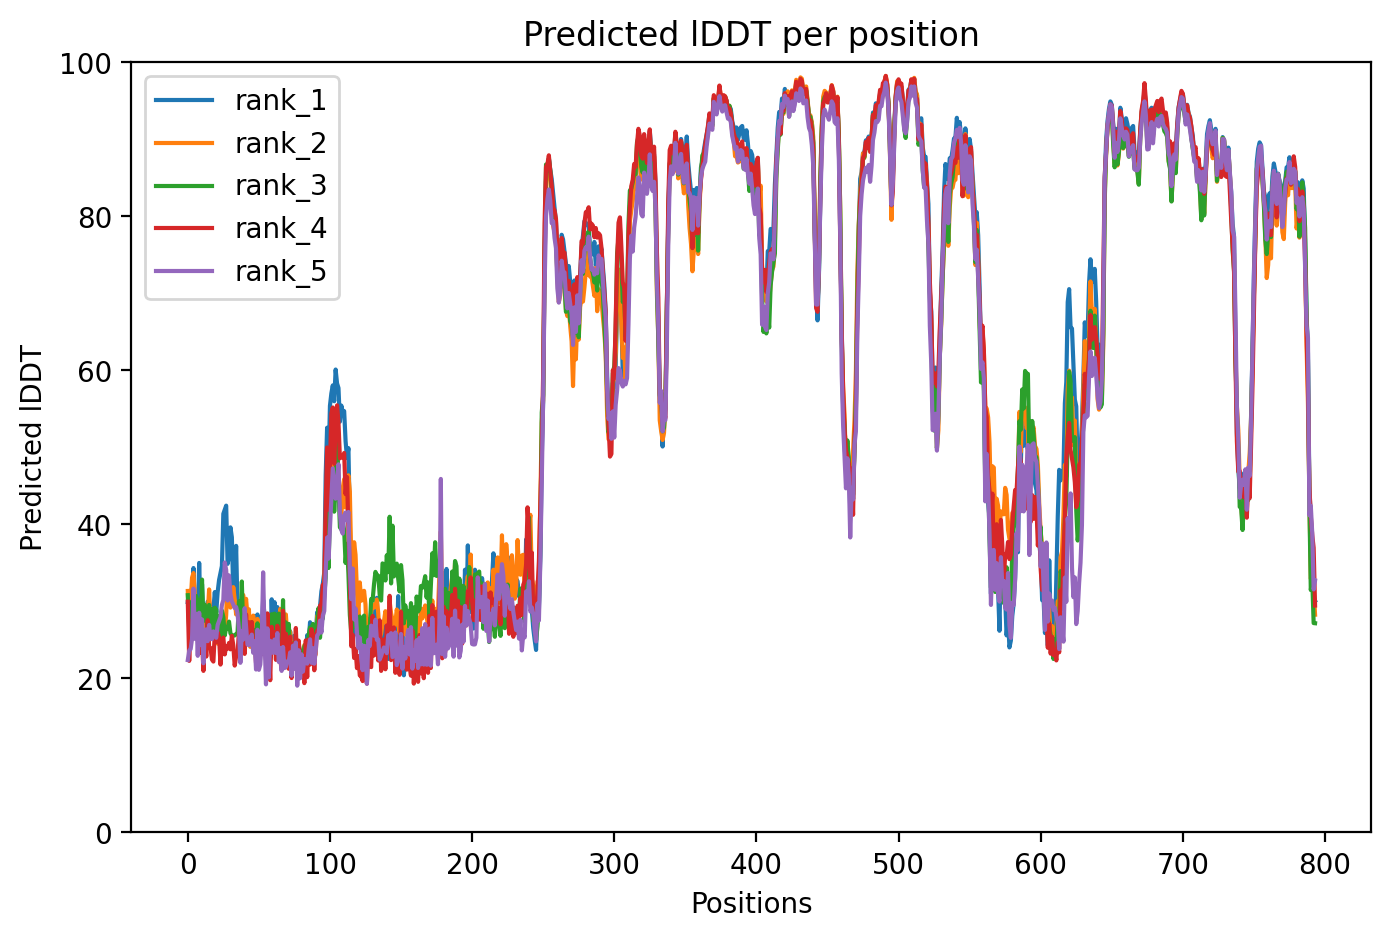 Predicted lDDT per position
100
80
60
40
20
0
Predicted lDDT
rank_1
rank_2
rank_3
rank_4
rank_5
0 100 200 300 400 500 600 700 800
Positions